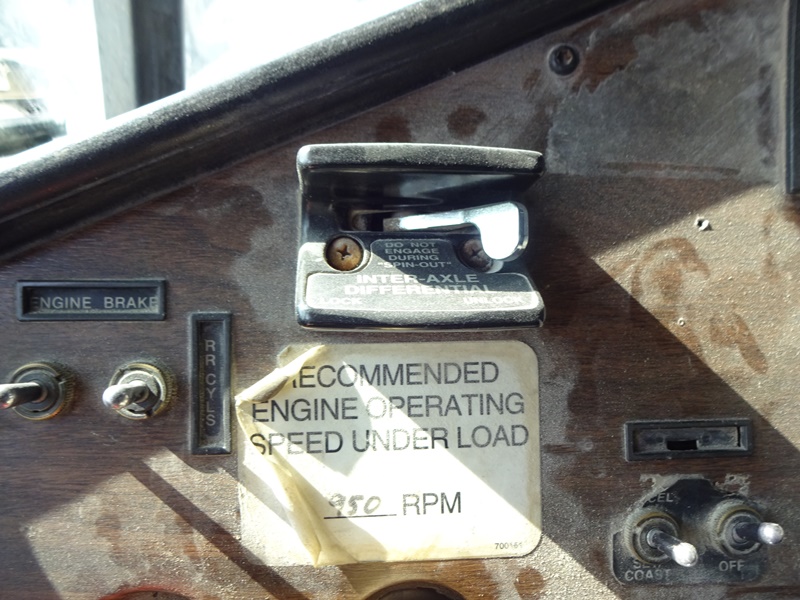 DO NOT
ENGAGE
DURING
"SPIN-OUT"
INTER-AXLE
DIFFERENTIAL
LOCK UNLOCK
ENGINE BRAKE
RR CYLS
RECOMMENDED
ENGINE OPERATING
SPEED UNDER LOAD
950 RPM
700161
COAST
OFF